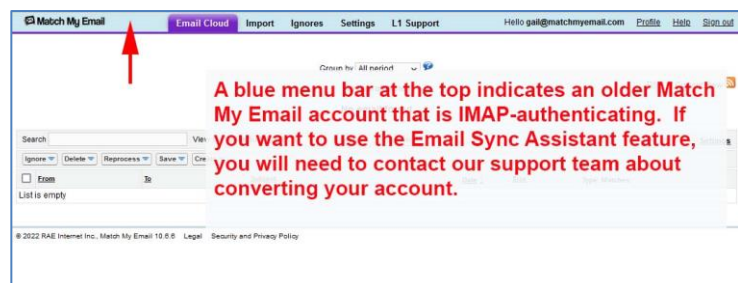 Match My Email Email Cloud Import Ignores Settings L1 Support Hello gail@matchmyemail.com Profile Help Sign out
Group by All period
A blue menu bar at the top indicates an older Match
My Email account that is IMAP-authenticating. If
you want to use the Email Sync Assistant feature,
you will need to contact our support team about
converting your account.
Search View
Ignore Delete Reprocess Save Cre
From To
List is empty
© 2022 RAE Internet Inc., Match My Email 10.6.6 Legal Security and Privacy Policy